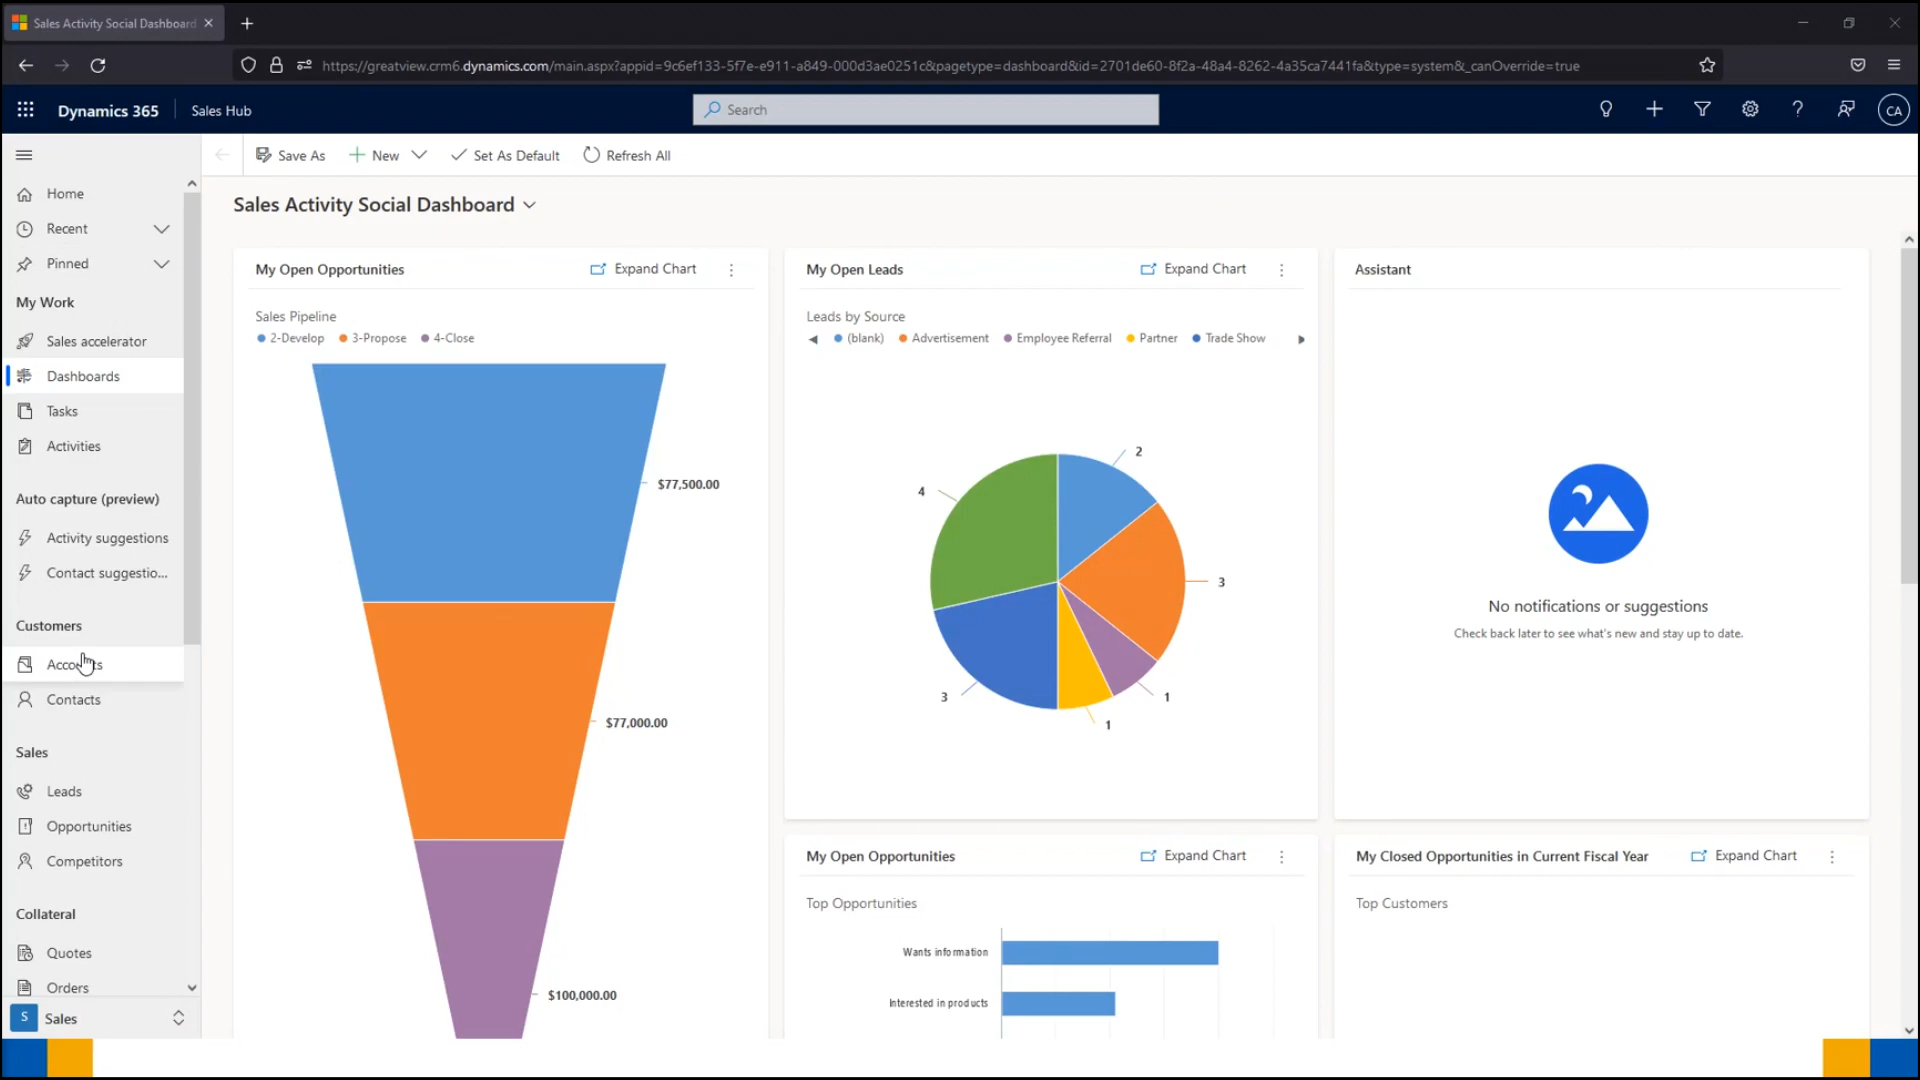 Sales Activity Social Dashboard
https://greatview.crm6.dynamics.com/main.aspx?appid=9c6ef133-5f7e-e911-a849-000d3ae0251c&pagetype=dashboard&id=2701de60-8f2a-48a4-8262-4a35ca7441fa&type=system&_canOverride=true
Dynamics 365
Sales Hub
Search
CA
Save As
New
Set As Default
Refresh All
Home
Recent
Pinned
My Work
Sales accelerator
Dashboards
Tasks
Activities
Auto capture (preview)
Activity suggestions
Contact suggestio...
Customers
Accounts
Contacts
Sales
Leads
Opportunities
Competitors
Collateral
Quotes
Orders
S Sales
Sales Activity Social Dashboard
My Open Opportunities
Expand Chart
Sales Pipeline
2-Develop 3-Propose 4-Close
$77,500.00
$77,000.00
$100,000.00
My Open Leads
Expand Chart
Leads by Source
(blank) Advertisement Employee Referral Partner Trade Show
2
4
3
3
1
1
Assistant
No notifications or suggestions
Check back later to see what's new and stay up to date.
My Open Opportunities
Expand Chart
Top Opportunities
Wants information
Interested in products
My Closed Opportunities in Current Fiscal Year
Expand Chart
Top Customers